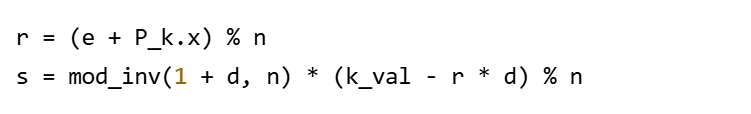 r = (e + P_k.x) % n
s = mod_inv(1 + d, n) * (k_val - r * d) % n